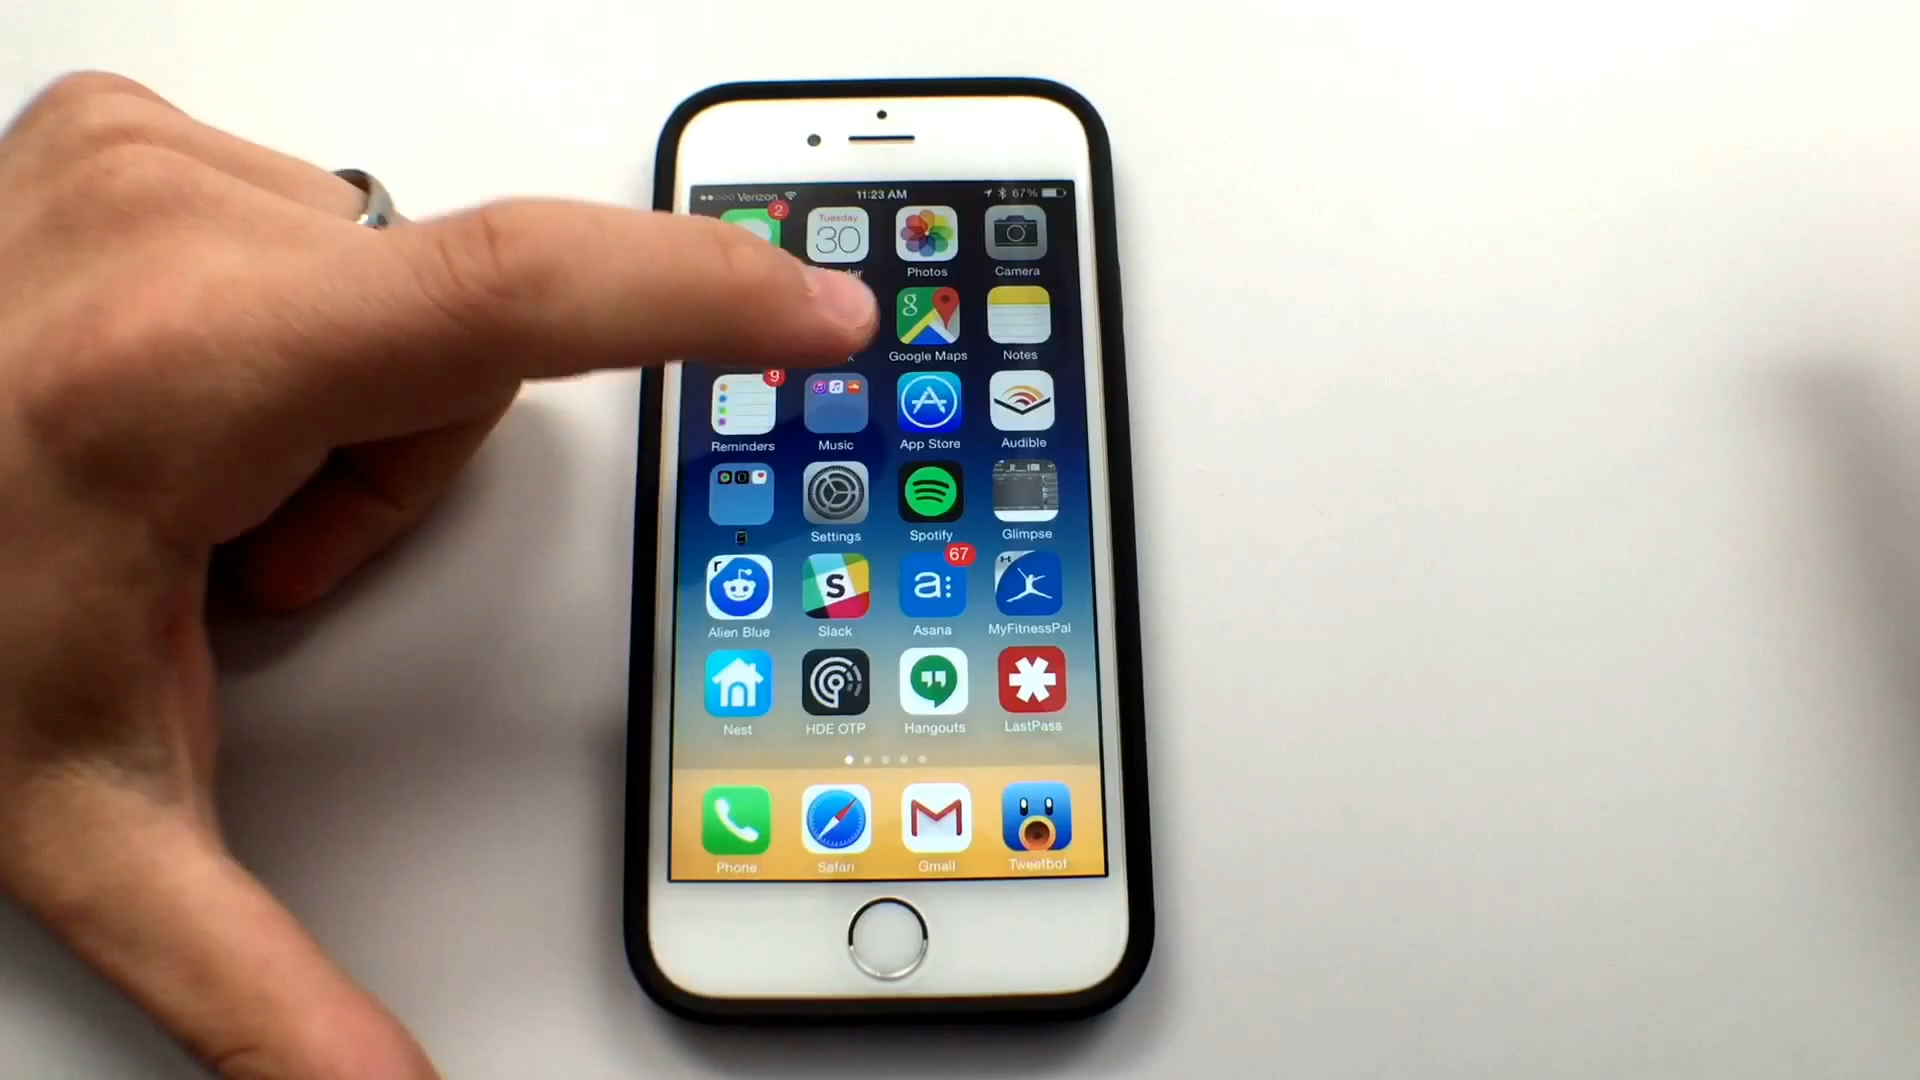 Verizon 11:23 AM 67%
2
Tuesday
30
Photos Camera
g
Google Maps Notes
9
Reminders Music App Store Audible
Settings Spotify Glimpse
67
S a:
Alien Blue Slack Asana MyFitnessPal
Nest HDE OTP Hangouts LastPass
Phone Safari Gmail Tweetbot